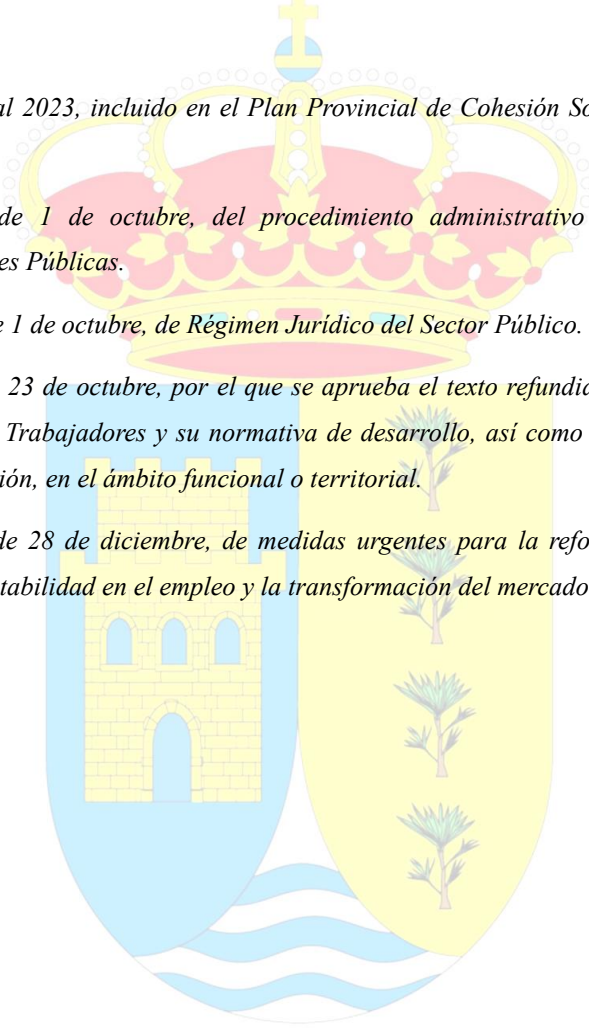 al 2023, incluido en el Plan Provincial de Cohesión So
de 1 de octubre, del procedimiento administrativo
es Públicas.
e 1 de octubre, de Régimen Jurídico del Sector Público.
23 de octubre, por el que se aprueba el texto refundid
Trabajadores y su normativa de desarrollo, así como
ión, en el ámbito funcional o territorial.
de 28 de diciembre, de medidas urgentes para la refo
tabilidad en el empleo y la transformación del mercado